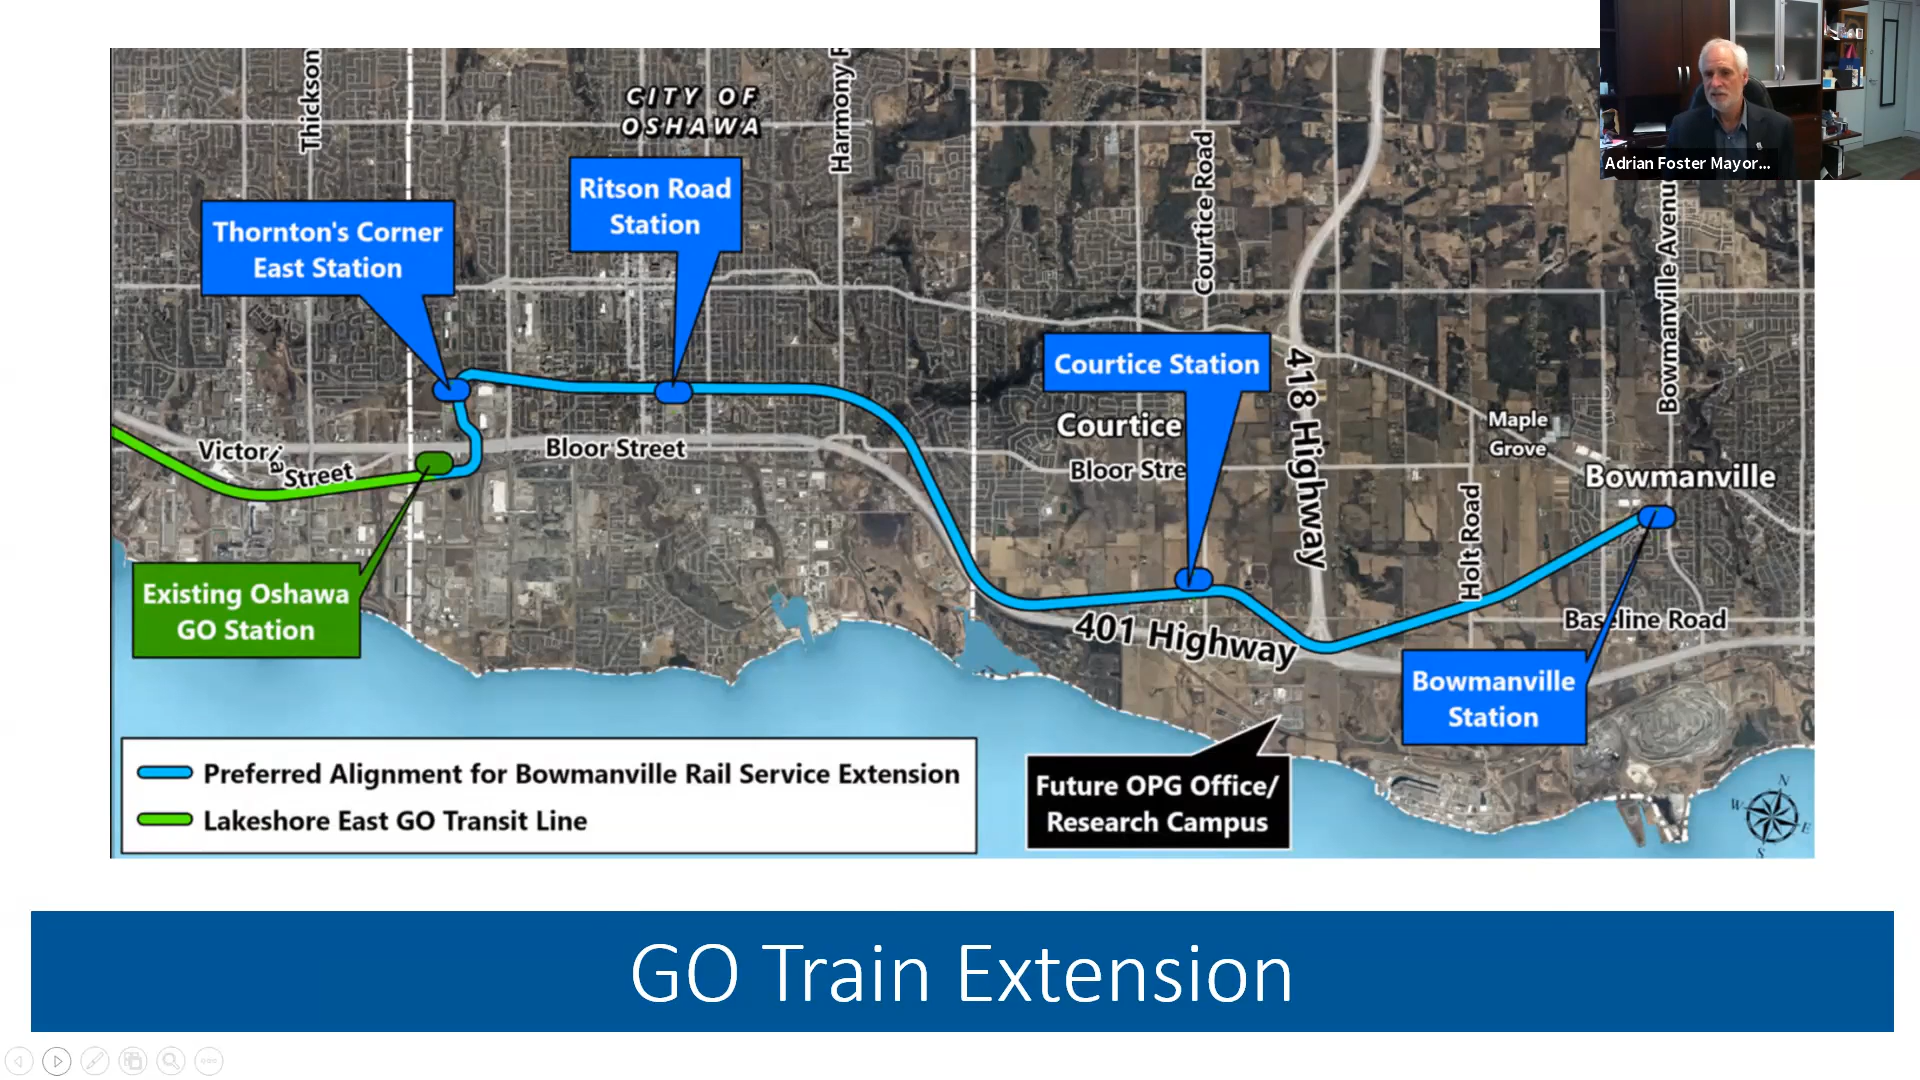 Thickson
CITY OF
OSHAWA
Harmony
Courtice Road
Bowmanville Avenu
Adrian Foster Mayor...
Ritson Road
Station
Thornton's Corner
East Station
Courtice Station
418 Highway
Courtice
Maple
Grove
Victoria
Street
Bloor Street
Bloor Stre
Bowmanville
Holt Road
Existing Oshawa
GO Station
401 Highway
Baseline Road
Bowmanville
Station
Future OPG Office/
Research Campus
Preferred Alignment for Bowmanville Rail Service Extension
Lakeshore East GO Transit Line
N
W
E
S
GO Train Extension